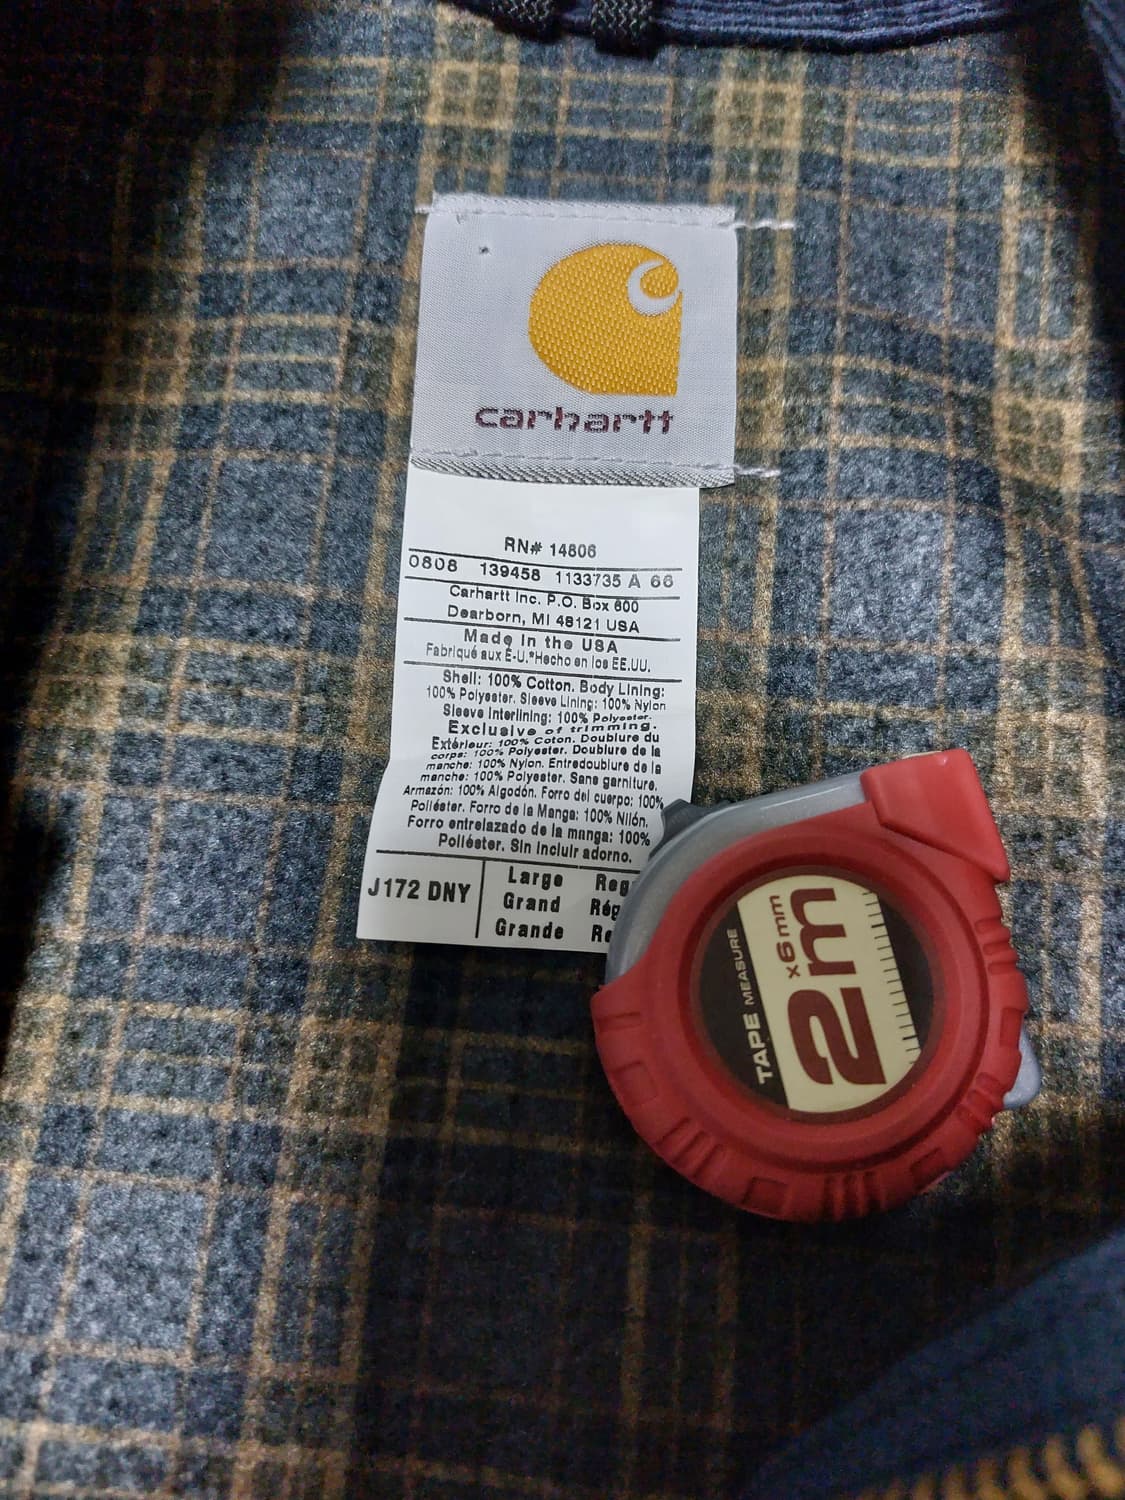 carhartt
RN# 14806
0808 139458 1133735 A 66
Carhartt Inc. P.O. Box 600
Dearborn, MI 48121 USA
Made In the USA
Fabriqué aux E-U.*Hecho en los EE.UU.
Shell: 100% Cotton. Body Lining:
100% Polyester. Sleeve Lining: 100% Nylon
Sleeve Interlining: 100% Polyester.
Exclusive of trimming.
Extérieur: 100% Coton. Doublure du
corps: 100% Polyester. Doublure de la
manche: 100% Nylon. Entredoublure de la
manche: 100% Polyester. Sans garniture.
Armazón: 100% Algodón. Forro del cuerpo: 100%
Poliéster. Forro de la Manga: 100% Nilón.
Forro entrelazado de la manga: 100%
Poliéster. Sin incluir adorno.
J172 DNY
Large Reg
Grand Rég
Grande Re
TAPE MEASURE
2m
x6mm